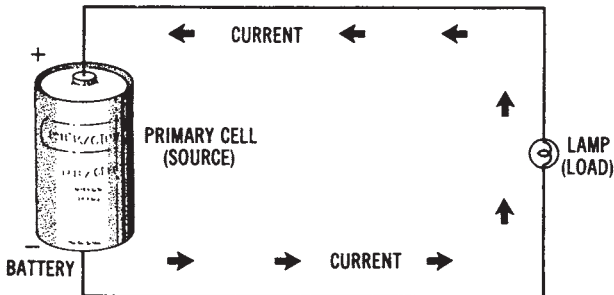 CURRENT
+
PRIMARY CELL
(SOURCE)
LAMP
(LOAD)
−
BATTERY
CURRENT